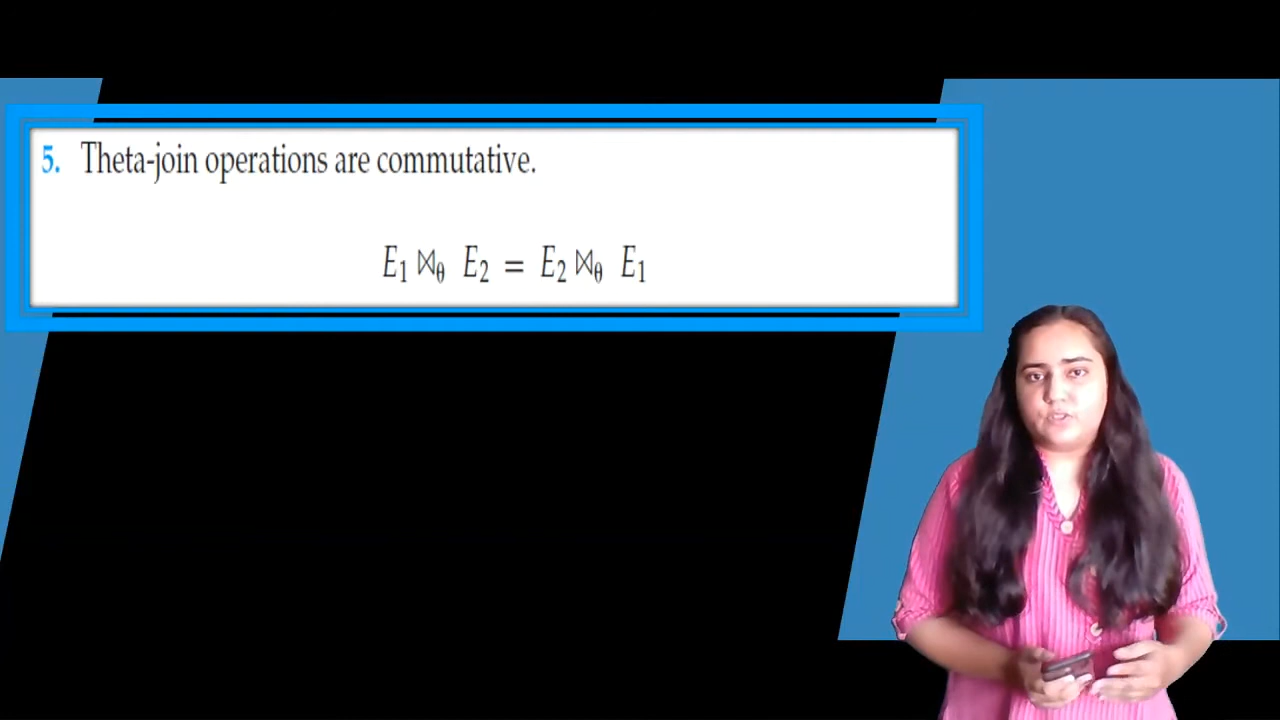 5. Theta-join operations are commutative.
E₁ ⋈θ E₂ = E₂ ⋈θ E₁